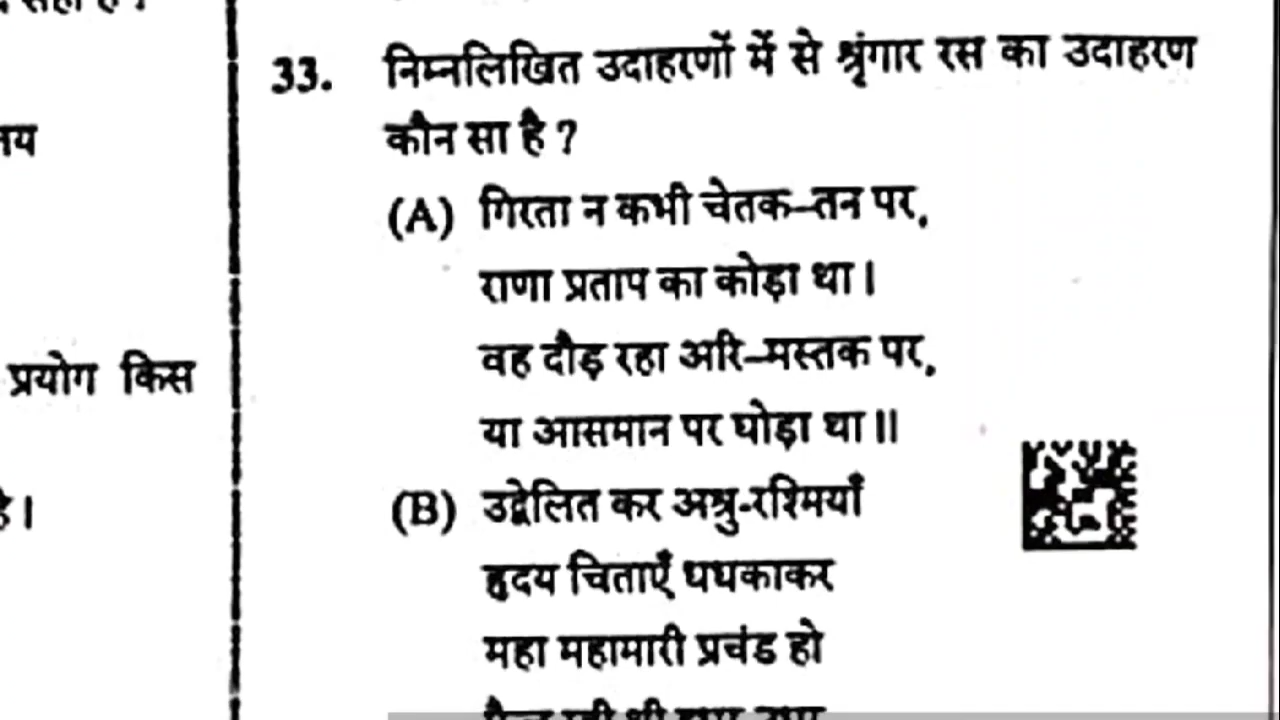 33. निम्नलिखित उदाहरणों में से श्रृंगार रस का उदाहरण
कौन सा है ?
(A) गिरता न कभी चेतक–तन पर,
राणा प्रताप का कोड़ा था।
वह दौड़ रहा अरि–मस्तक पर,
या आसमान पर घोड़ा था॥
(B) उद्वेलित कर अश्रु-रश्मियाँ
हृदय चिताएँ धधकाकर
महा महामारी प्रचंड हो
प्रयोग किस
है।